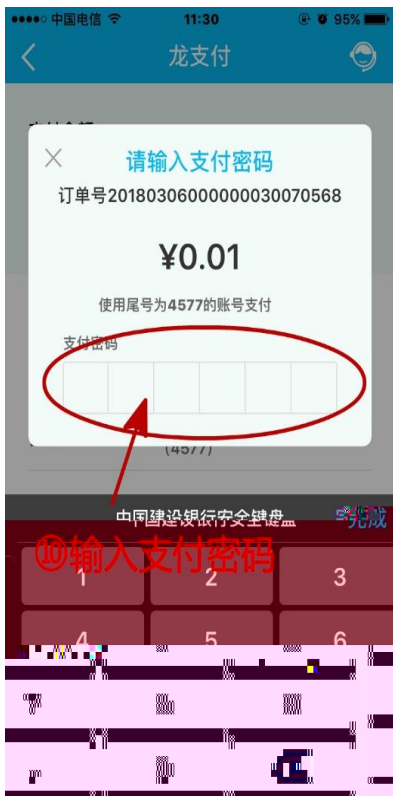 中国电信 11:30 95%
龙支付
请输入支付密码
订单号20180306000000030070568
¥0.01
使用尾号为4577的账号支付
支付密码
(4577)
中国建设银行安全键盘 完成
⑩输入支付密码
1 2 3
4 5 6